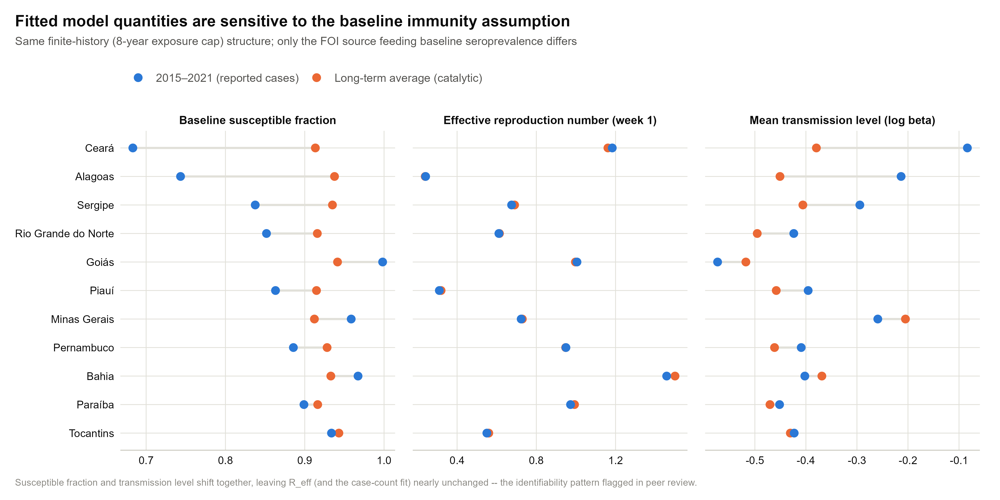 Fitted model quantities are sensitive to the baseline immunity assumption
Same finite-history (8-year exposure cap) structure; only the FOI source feeding baseline seroprevalence differs
2015–2021 (reported cases) Long-term average (catalytic)
Baseline susceptible fraction Effective reproduction number (week 1) Mean transmission level (log beta)
Ceará
Alagoas
Sergipe
Rio Grande do Norte
Goiás
Piauí
Minas Gerais
Pernambuco
Bahia
Paraíba
Tocantins
0.7 0.8 0.9 1.0 0.4 0.8 1.2 -0.5 -0.4 -0.3 -0.2 -0.1
Susceptible fraction and transmission level shift together, leaving R_eff (and the case-count fit) nearly unchanged -- the identifiability pattern flagged in peer review.